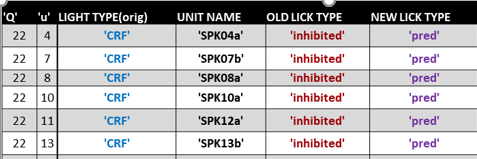 'Q' 'u' LIGHT TYPE(orig) UNIT NAME OLD LICK TYPE NEW LICK TYPE
22 4 'CRF' 'SPK04a' 'inhibited' 'pred'
22 7 'CRF' 'SPK07b' 'inhibited' 'pred'
22 8 'CRF' 'SPK08a' 'inhibited' 'pred'
22 10 'CRF' 'SPK10a' 'inhibited' 'pred'
22 11 'CRF' 'SPK12a' 'inhibited' 'pred'
22 13 'CRF' 'SPK13b' 'inhibited' 'pred'